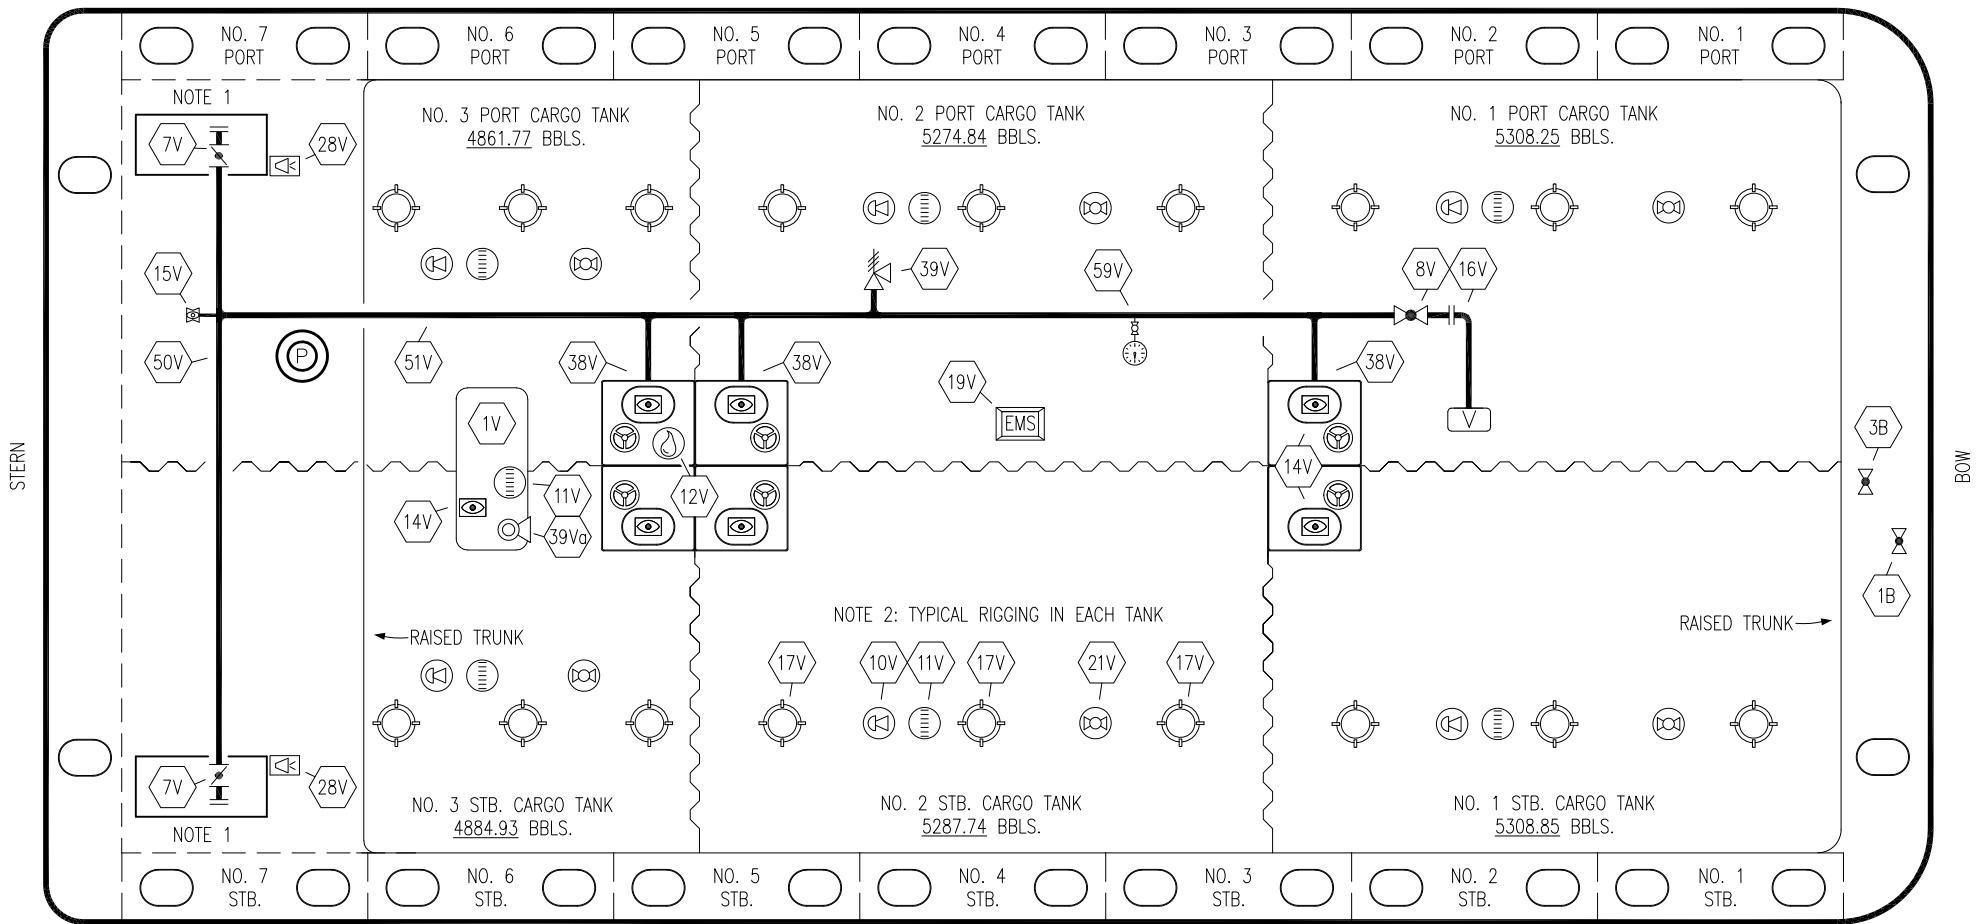 NO. 7
PORT
NO. 6
PORT
NO. 5
PORT
NO. 4
PORT
NO. 3
PORT
NO. 2
PORT
NO. 1
PORT
NOTE 1
NO. 3 PORT CARGO TANK
4861.77 BBLS.
NO. 2 PORT CARGO TANK
5274.84 BBLS.
NO. 1 PORT CARGO TANK
5308.25 BBLS.
7V
28V
15V
39V
59V
8V
16V
50V
P
51V
38V
38V
38V
19V
EMS
V
1V
3B
STERN
BOW
14V
11V
39Va
12V
14V
1B
NOTE 2: TYPICAL RIGGING IN EACH TANK
RAISED TRUNK
RAISED TRUNK
17V
10V
11V
17V
21V
17V
7V
28V
NOTE 1
NO. 3 STB. CARGO TANK
4884.93 BBLS.
NO. 2 STB. CARGO TANK
5287.74 BBLS.
NO. 1 STB. CARGO TANK
5308.85 BBLS.
NO. 7
STB.
NO. 6
STB.
NO. 5
STB.
NO. 4
STB.
NO. 3
STB.
NO. 2
STB.
NO. 1
STB.